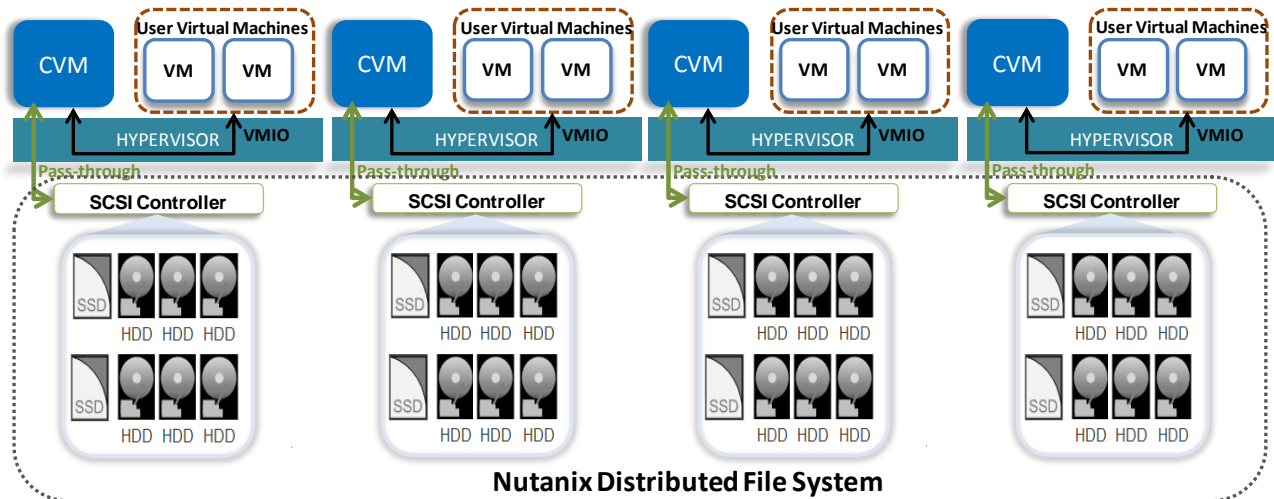 CVM
User Virtual Machines
VM VM
HYPERVISOR
VMIO
Pass-through
SCSI Controller
SSD
HDD HDD HDD
SSD
HDD HDD HDD
CVM
User Virtual Machines
VM VM
HYPERVISOR
VMIO
Pass-through
SCSI Controller
SSD
HDD HDD HDD
SSD
HDD HDD HDD
CVM
User Virtual Machines
VM VM
HYPERVISOR
VMIO
Pass-through
SCSI Controller
SSD
HDD HDD HDD
SSD
HDD HDD HDD
CVM
User Virtual Machines
VM VM
HYPERVISOR
VMIO
Pass-through
SCSI Controller
SSD
HDD HDD HDD
SSD
HDD HDD HDD
Nutanix Distributed File System